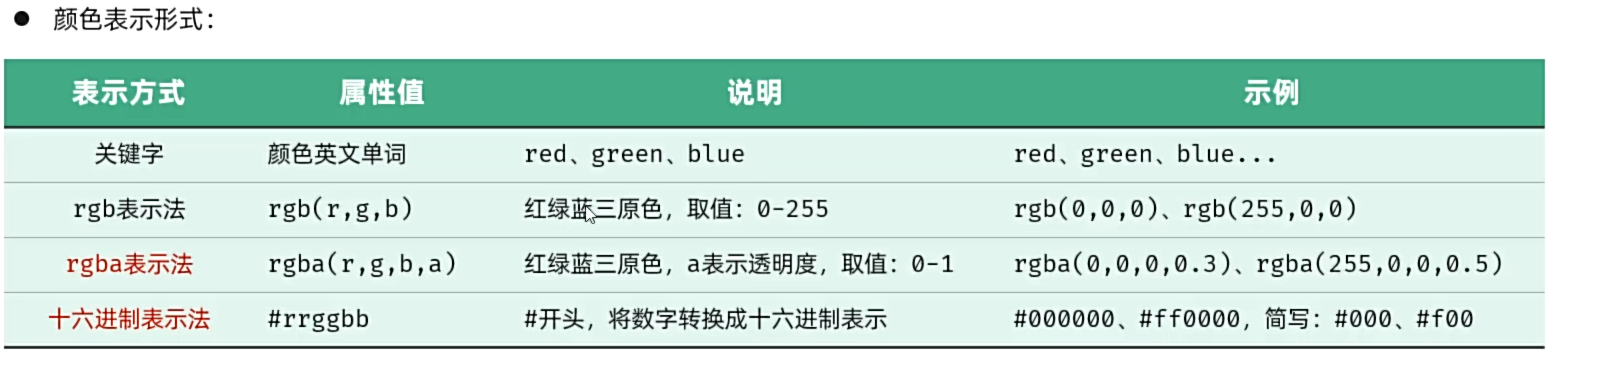 ● 颜色表示形式：
表示方式 属性值 说明 示例
关键字 颜色英文单词 red、green、blue red、green、blue...
rgb表示法 rgb(r,g,b) 红绿蓝三原色，取值：0-255 rgb(0,0,0)、rgb(255,0,0)
rgba表示法 rgba(r,g,b,a) 红绿蓝三原色，a表示透明度，取值：0-1 rgba(0,0,0,0.3)、rgba(255,0,0,0.5)
十六进制表示法 #rrggbb #开头，将数字转换成十六进制表示 #000000、#ff0000，简写：#000、#f00